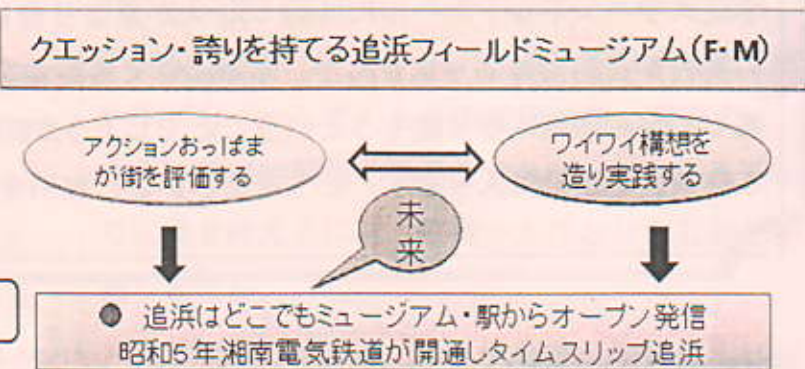 クエッション・誇りを持てる追浜フィールドミュージアム(F・M)
アクションおっぱま
が街を評価する
ワイワイ構想を
造り実践する
未
来
● 追浜はどこでもミュージアム・駅からオープン発信
昭和5年湘南電気鉄道が開通しタイムスリップ追浜